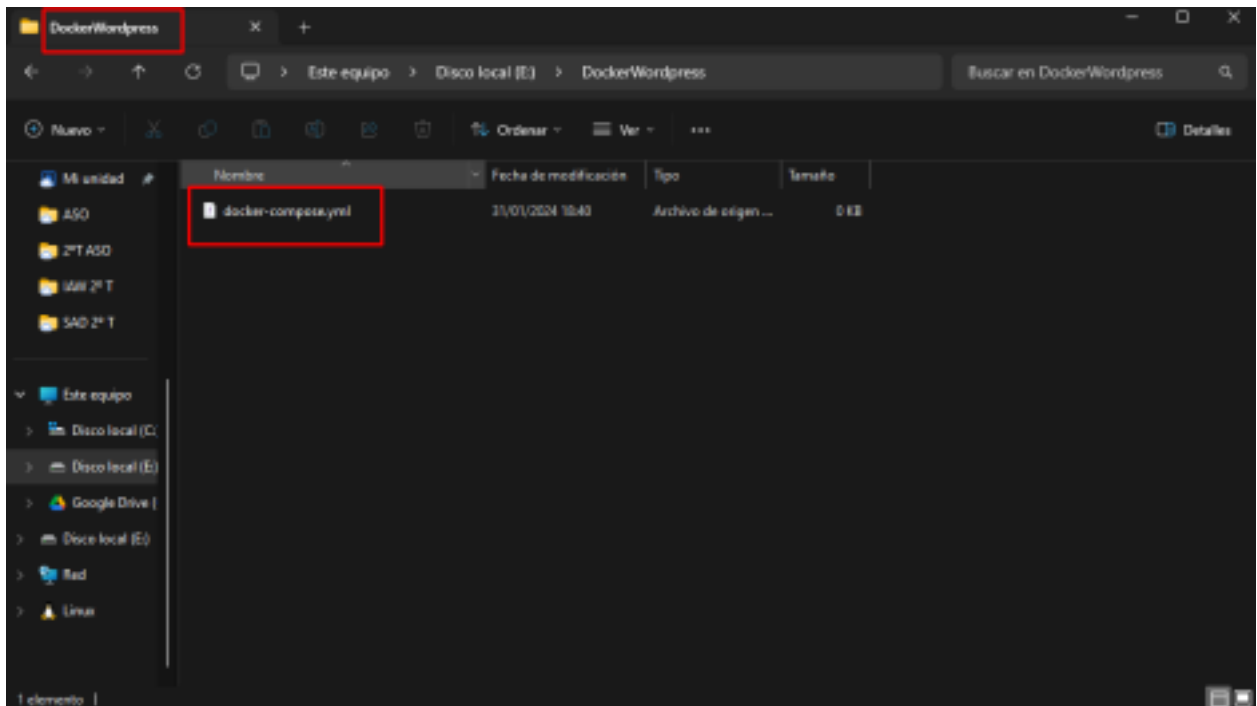 DockerWordpress
Este equipo > Disco local (E:) > DockerWordpress
Buscar en DockerWordpress
Nuevo
Ordenar
Ver
Detalles
Nombre
Fecha de modificación
Tipo
Tamaño
docker-compose.yml
31/01/2024 18:40
Archivo de origen ...
0 KB
Mi unidad
ASO
2ºT ASO
IAW 2º T
SAD 2º T
Este equipo
Disco local (C:
Disco local (E:)
Google Drive (
Disco local (E:)
Red
Linux
1 elemento